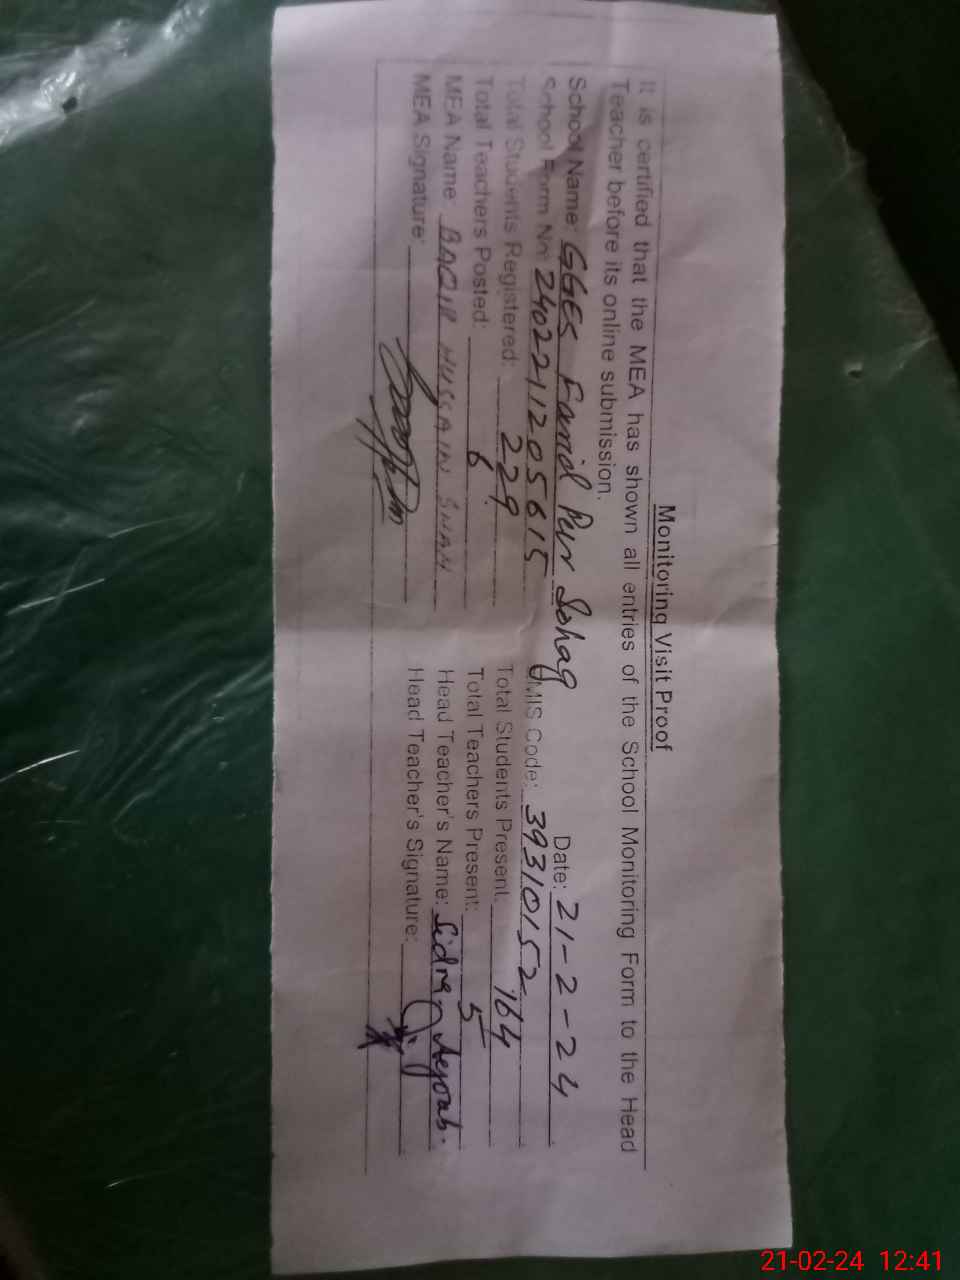 Monitoring Visit Proof
It is certified that the MEA has shown all entries of the School Monitoring Form to the Head
Teacher before its online submission.
School Name: GGES Farid Pur Sohag Date: 21-2-24
School Form No: 2402211205615 EMIS Code: 39310152
Total Students Registered: 229 Total Students Present: 164
Total Teachers Posted: 6 Total Teachers Present: 5
MEA Name BAQIR HUSSAIN SHAH Head Teacher's Name: Sidra Ayoub.
MEA Signature: Head Teacher's Signature:
21-02-24 12:41